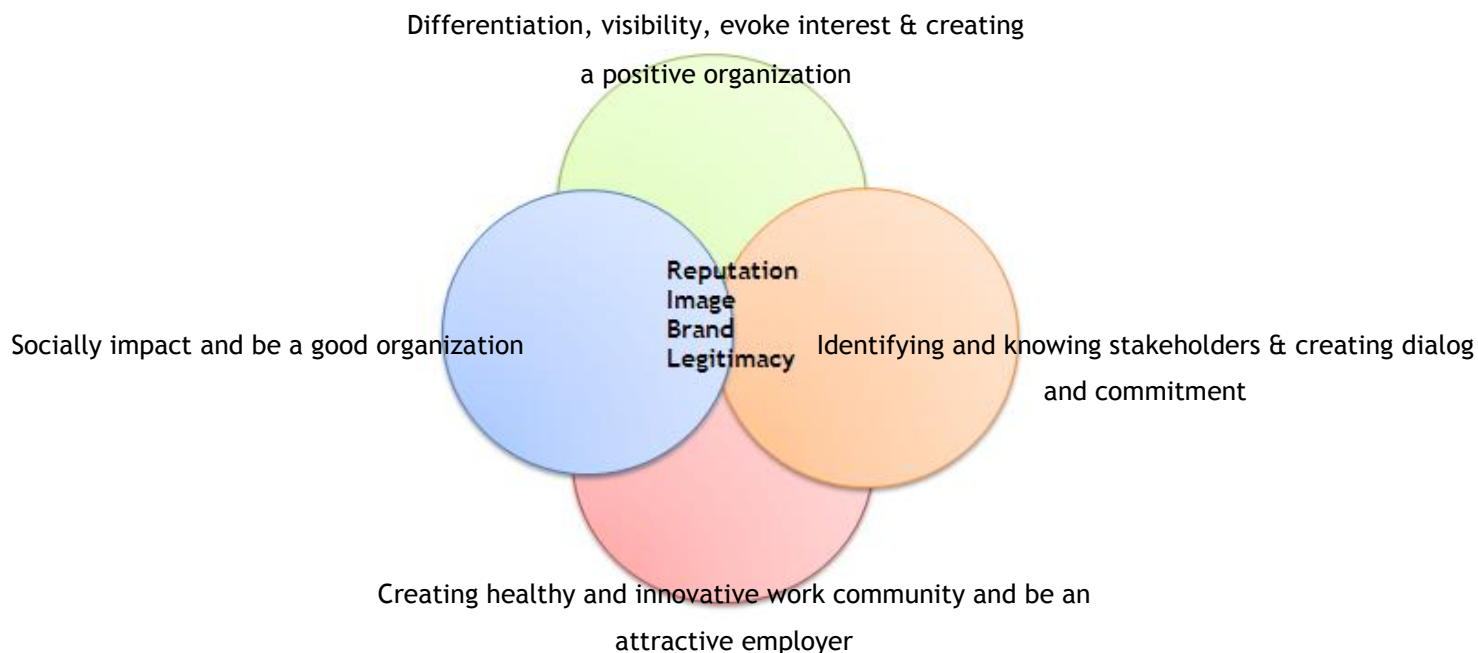 Differentiation, visibility, evoke interest & creating
a positive organization
Reputation
Image
Brand
Legitimacy
Socially impact and be a good organization
Identifying and knowing stakeholders & creating dialog
and commitment
Creating healthy and innovative work community and be an
attractive employer